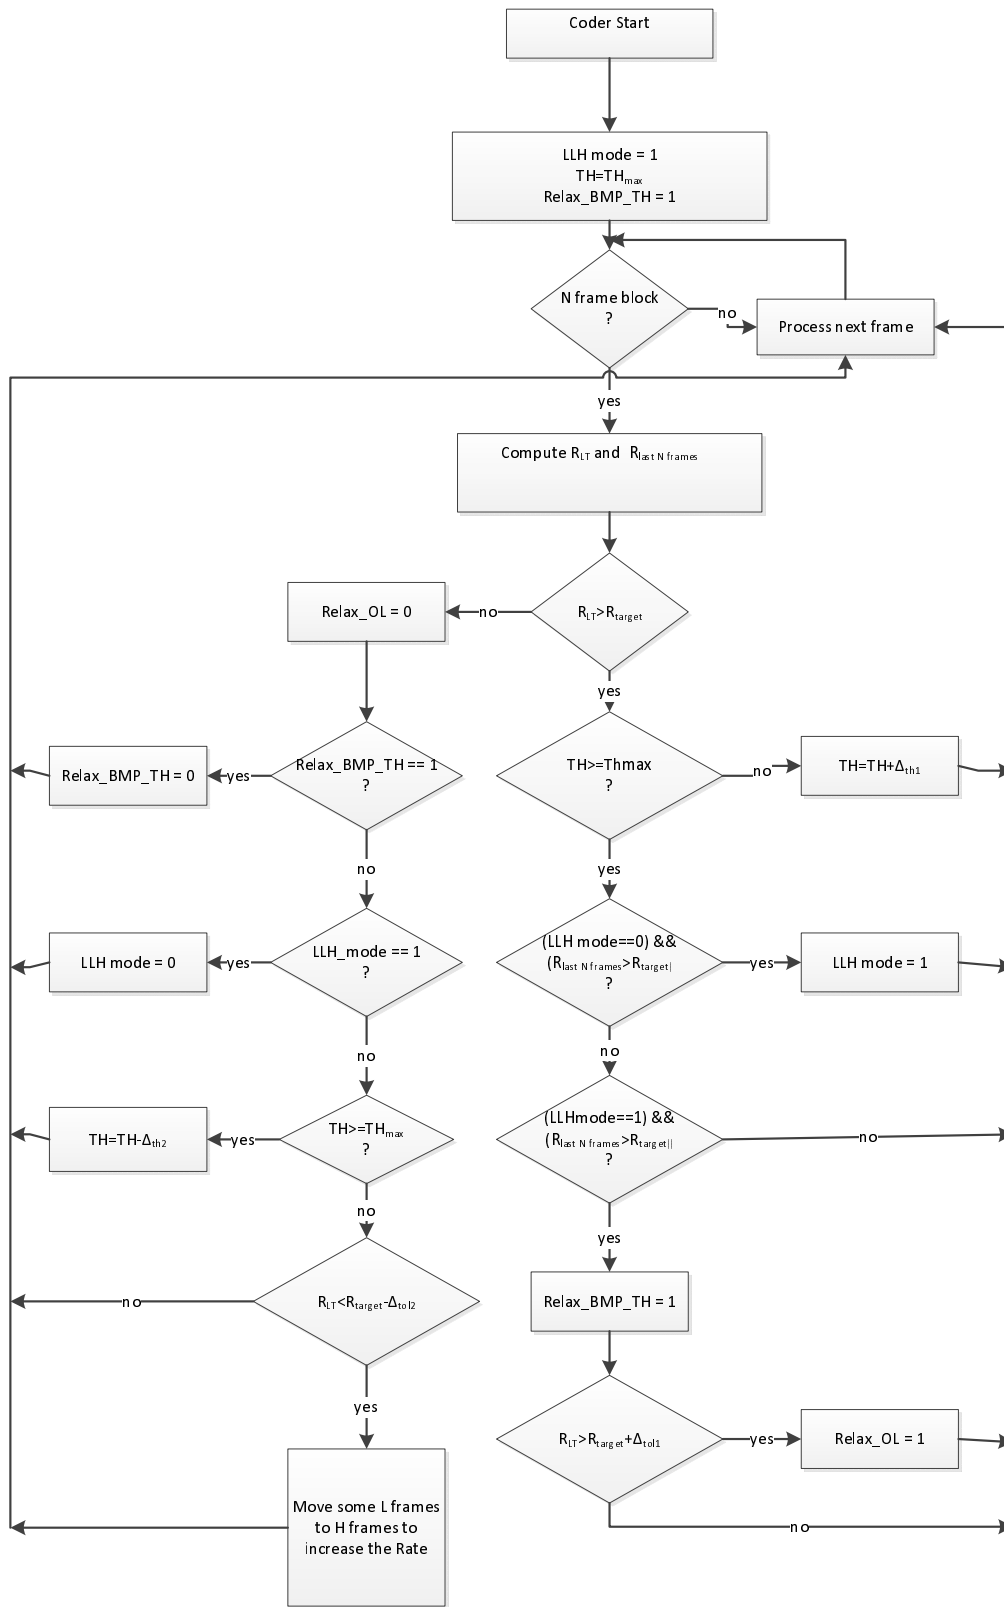 Coder Start
LLH mode = 1
TH=THmax
Relax_BMP_TH = 1
N frame block
?
no
Process next frame
yes
Compute RLT and Rlast N frames
Relax_OL = 0
no
RLT>Rtarget
yes
Relax_BMP_TH = 0
yes
Relax_BMP_TH == 1
?
TH>=Thmax
?
no
TH=TH+Δth1
no
yes
LLH mode = 0
yes
LLH_mode == 1
?
(LLH mode==0) &&
(Rlast N frames>Rtarget|
?
yes
LLH mode = 1
no
no
TH=TH-Δth2
yes
TH>=THmax
?
(LLHmode==1) &&
(Rlast N frames>Rtarget||
?
no
no
yes
no
RLT<Rtarget-Δtol2
Relax_BMP_TH = 1
yes
RLT>Rtarget+Δtol1
yes
Relax_OL = 1
Move some L frames
to H frames to
increase the Rate
no